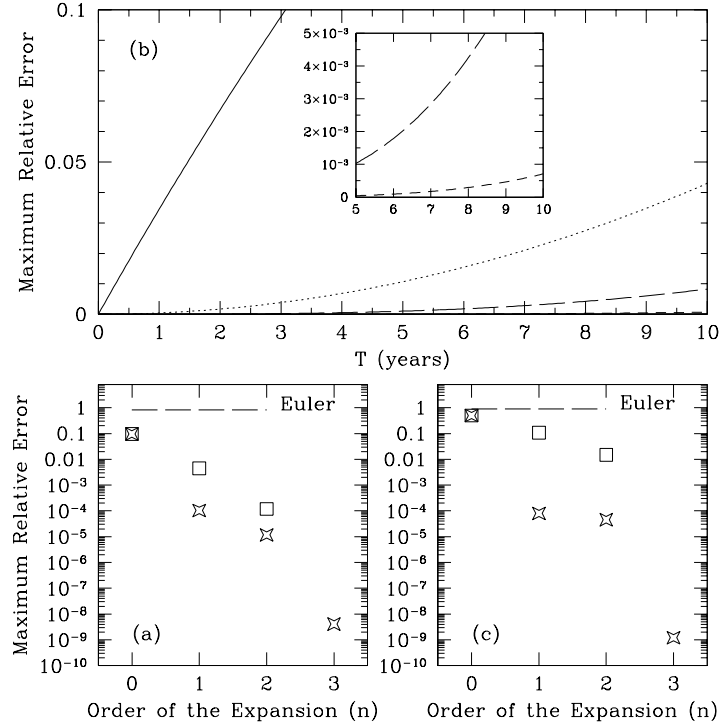 0.1
0.05
0
Maximum Relative Error
(b)
5×10⁻³
4×10⁻³
3×10⁻³
2×10⁻³
10⁻³
0
5 6 7 8 9 10
0 1 2 3 4 5 6 7 8 9 10
T (years)
Maximum Relative Error
1
0.1
0.01
10⁻³
10⁻⁴
10⁻⁵
10⁻⁶
10⁻⁷
10⁻⁸
10⁻⁹
10⁻¹⁰
Euler
(a)
0 1 2 3
Order of the Expansion (n)
1
0.1
0.01
10⁻³
10⁻⁴
10⁻⁵
10⁻⁶
10⁻⁷
10⁻⁸
10⁻⁹
10⁻¹⁰
Euler
(c)
0 1 2 3
Order of the Expansion (n)